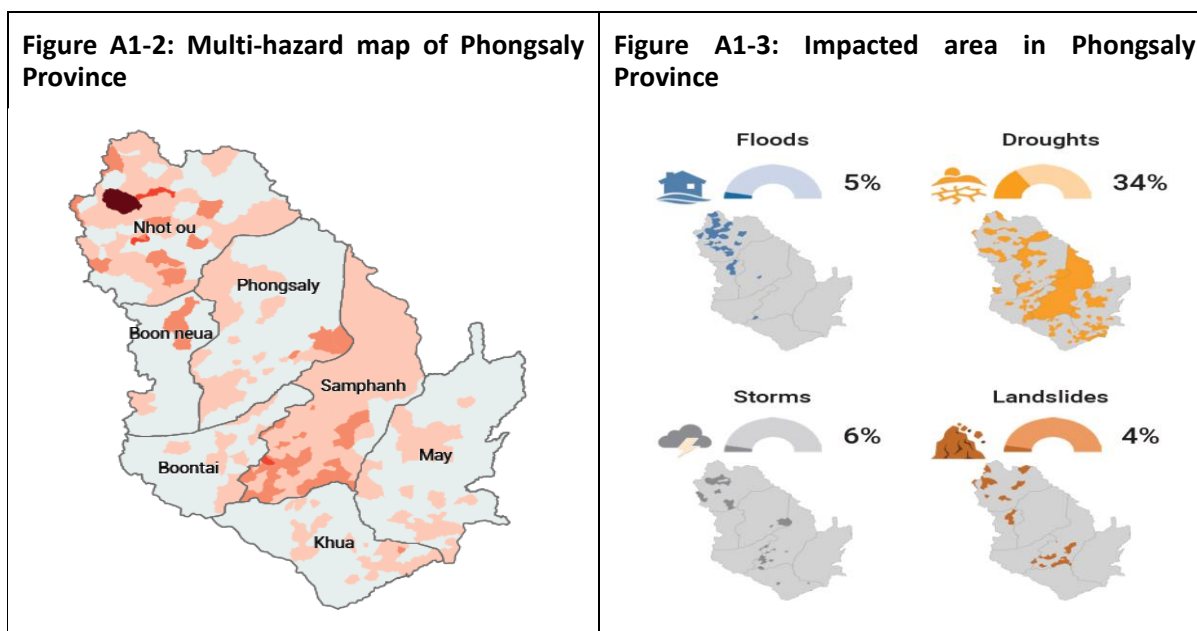 Figure A1-2: Multi-hazard map of Phongsaly
Province
Nhot ou
Phongsaly
Boon neua
Samphanh
Boontai
May
Khua
Figure A1-3: Impacted area in Phongsaly
Province
Floods
5%
Droughts
34%
Storms
6%
Landslides
4%